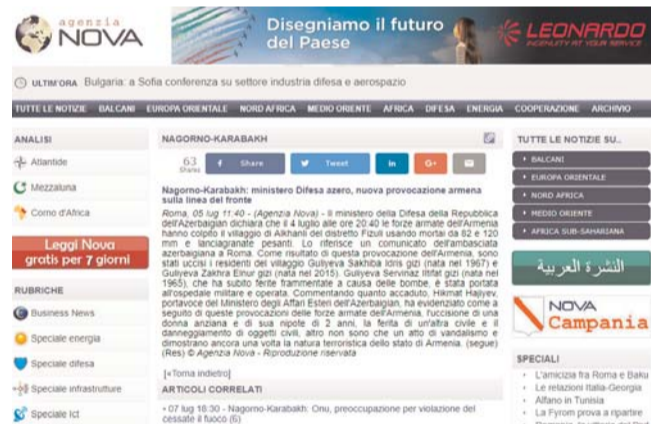 agenzia
NOVA
Disegniamo il futuro
del Paese
LEONARDO
INGENUITY AT YOUR SERVICE
ULTIM'ORA Bulgaria: a Sofia conferenza su settore industria difesa e aerospazio
TUTTE LE NOTIZIE BALCANI EUROPA ORIENTALE NORD AFRICA MEDIO ORIENTE AFRICA DIFESA ENERGIA COOPERAZIONE ARCHIVIO
ANALISI
Atlantide
Mezzaluna
Corno d'Africa
Leggi Nova
gratis per 7 giorni
RUBRICHE
Business News
Speciale energia
Speciale difesa
Speciale infrastrutture
Speciale Ict
NAGORNO-KARABAKH
63
Shares
Share
Tweet
in
G+
Nagorno-Karabakh: ministero Difesa azero, nuova provocazione armena
sulla linea del fronte
Roma, 05 lug 11:40 - (Agenzia Nova) - Il ministero della Difesa della Repubblica
dell'Azerbaigian dichiara che il 4 luglio alle ore 20:40 le forze armate dell'Armenia
hanno colpito il villaggio di Alkhanli del distretto Fizuli usando mortai da 82 e 120
mm e lanciagranate pesanti. Lo riferisce un comunicato dell'ambasciata
azerbaigiana a Roma. Come risultato di questa provocazione dell'Armenia, sono
stati uccisi i residenti del villaggio Guliyeva Sakhiba Idris gizi (nata nel 1967) e
Guliyeva Zakhra Elnur gizi (nata nel 2015). Guliyeva Servinaz Iltifat gizi (nata nel
1965), che ha subito ferite frammentate a causa delle bombe, è stata portata
all'ospedale militare e operata. Commentando quanto accaduto, Hikmat Hajiyev,
portavoce del Ministero degli Affari Esteri dell'Azerbaigian, ha evidenziato come a
seguito di queste provocazioni delle forze armate dell'Armenia, l'uccisione di una
donna anziana e di sua nipote di 2 anni, la ferita di un'altra civile e il
danneggiamento di oggetti civili, altro non sono che un atto di vandalismo e
dimostrano ancora una volta la natura terroristica dello stato di Armenia. (segue)
(Res) © Agenzia Nova - Riproduzione riservata
[«Torna indietro]
ARTICOLI CORRELATI
07 lug 16:30 - Nagorno-Karabakh: Onu, preoccupazione per violazione del
cessate il fuoco (6)
TUTTE LE NOTIZIE SU..
BALCANI
EUROPA ORIENTALE
NORD AFRICA
MEDIO ORIENTE
AFRICA SUB-SAHARIANA
النشرة العربية
NOVA
Campania
SPECIALI
L'amicizia fra Roma e Baku
Le relazioni Italia-Georgia
Alfano in Tunisia
La Fyrom prova a ripartire